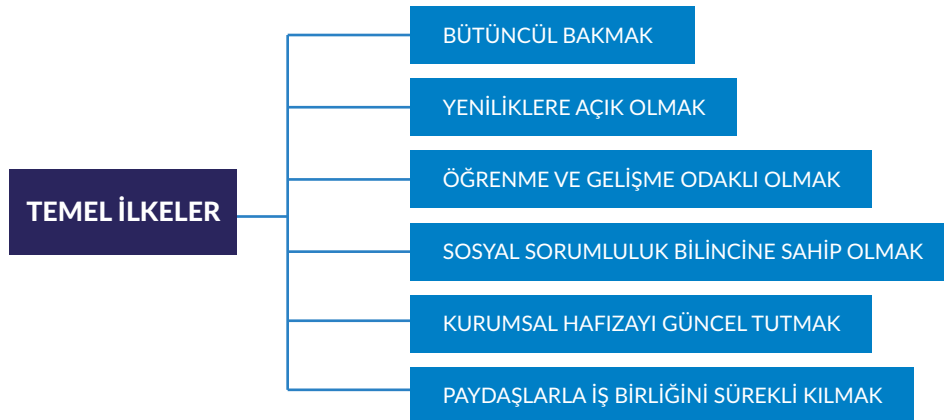 TEMEL İLKELER
BÜTÜNCÜL BAKMAK
YENİLİKLERE AÇIK OLMAK
ÖĞRENME VE GELİŞME ODAKLI OLMAK
SOSYAL SORUMLULUK BİLİNCİNE SAHİP OLMAK
KURUMSAL HAFIZAYI GÜNCEL TUTMAK
PAYDAŞLARLA İŞ BİRLİĞİNİ SÜREKLİ KILMAK